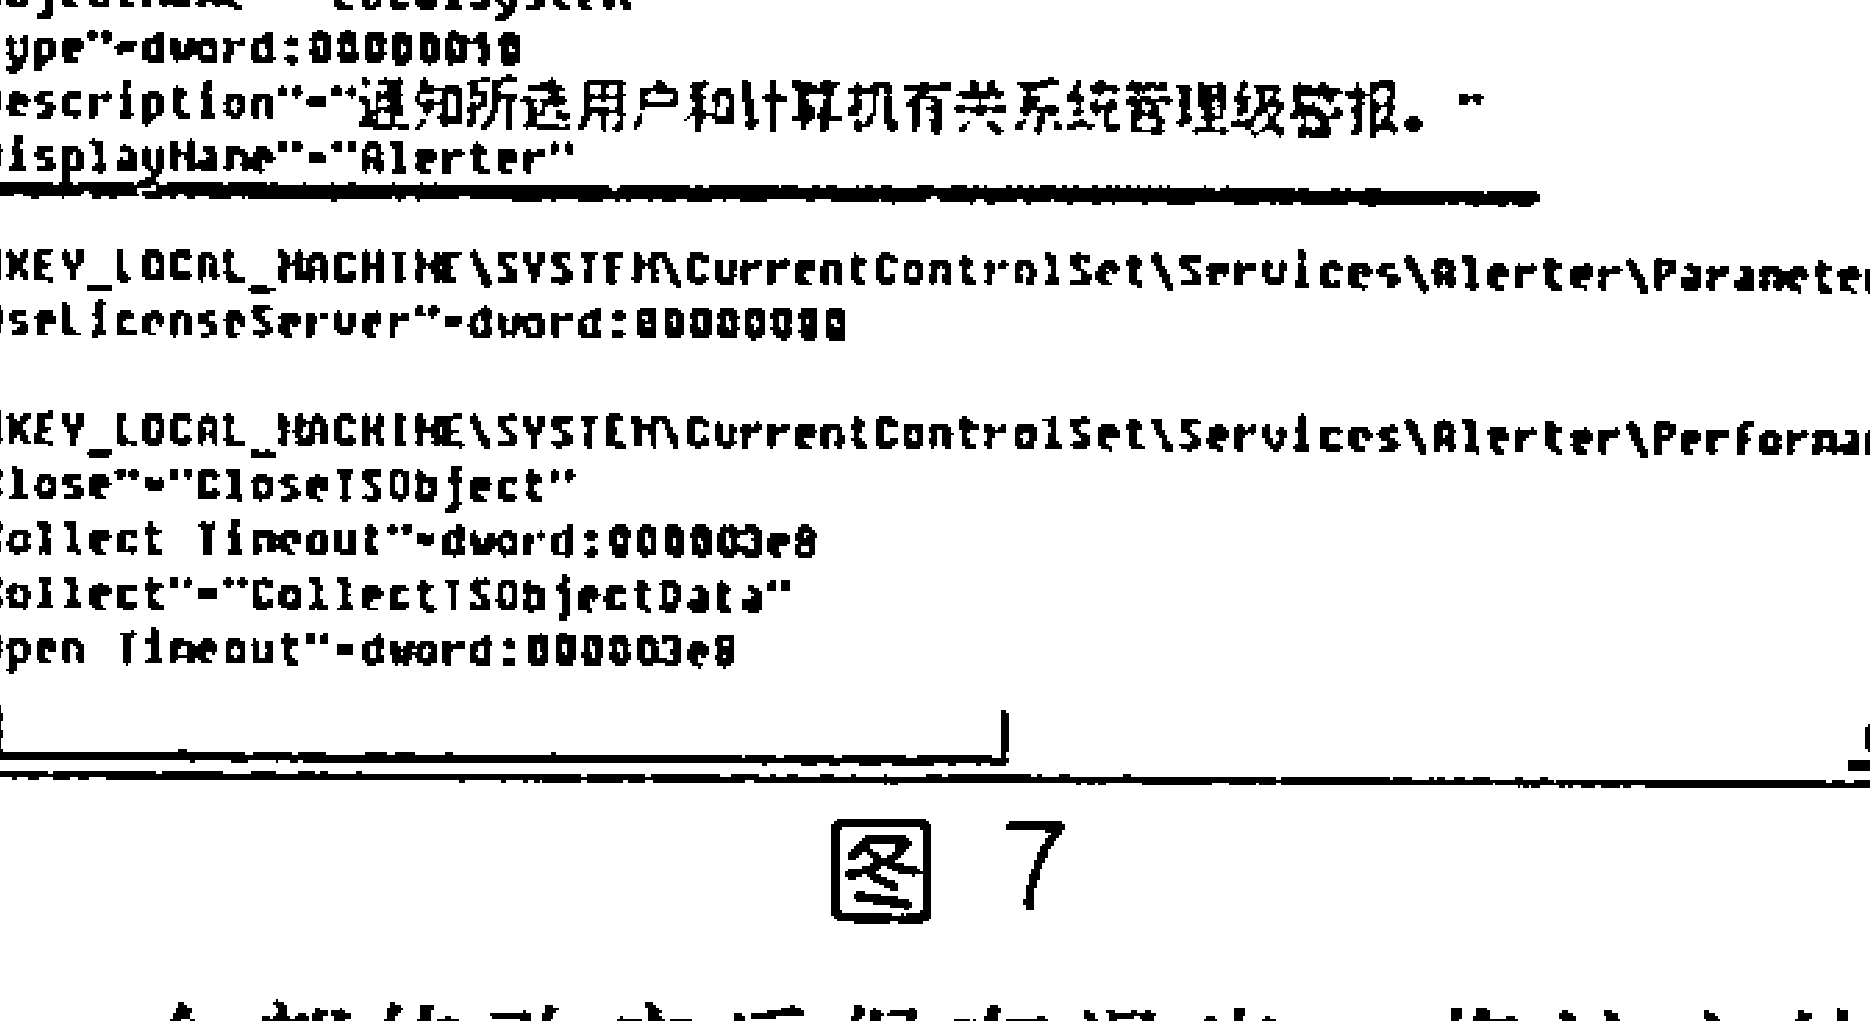 ype"=dword:00000010
escription"="通知所选用户和计算机有关系统管理级警报。"
isplayName"="Alerter"
KEY_LOCAL_MACHINE\SYSTEM\CurrentControlSet\Services\Alerter\Paramete
seLicenseServer"=dword:00000000
KEY_LOCAL_MACHINE\SYSTEM\CurrentControlSet\Services\Alerter\Performa
lose"="CloseTSObject"
ollect Timeout"=dword:000003e8
ollect"="CollectTSObjectData"
pen Timeout"=dword:000003e8
图 7